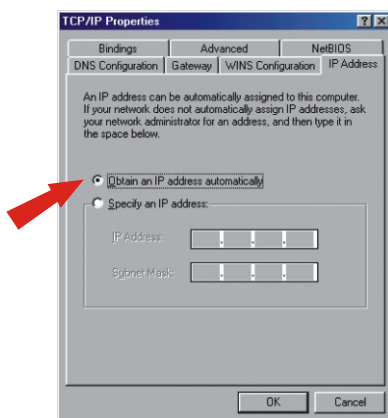 TCP/IP Properties
Bindings Advanced NetBIOS
DNS Configuration Gateway WINS Configuration IP Address
An IP address can be automatically assigned to this computer.
If your network does not automatically assign IP addresses, ask
your network administrator for an address, and then type it in
the space below.
Obtain an IP address automatically
Specify an IP address:
IP Address:
Subnet Mask:
OK Cancel